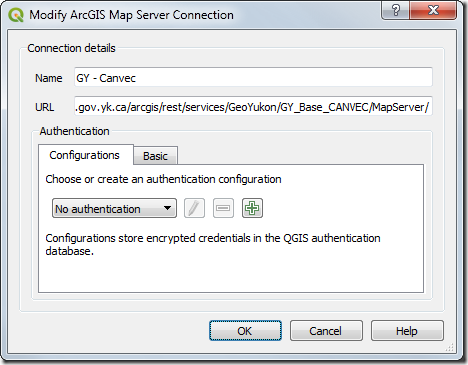 Modify ArcGIS Map Server Connection
Connection details
Name GY - Canvec
URL .gov.yk.ca/arcgis/rest/services/GeoYukon/GY_Base_CANVEC/MapServer/
Authentication
Configurations Basic
Choose or create an authentication configuration
No authentication
Configurations store encrypted credentials in the QGIS authentication
database.
OK Cancel Help